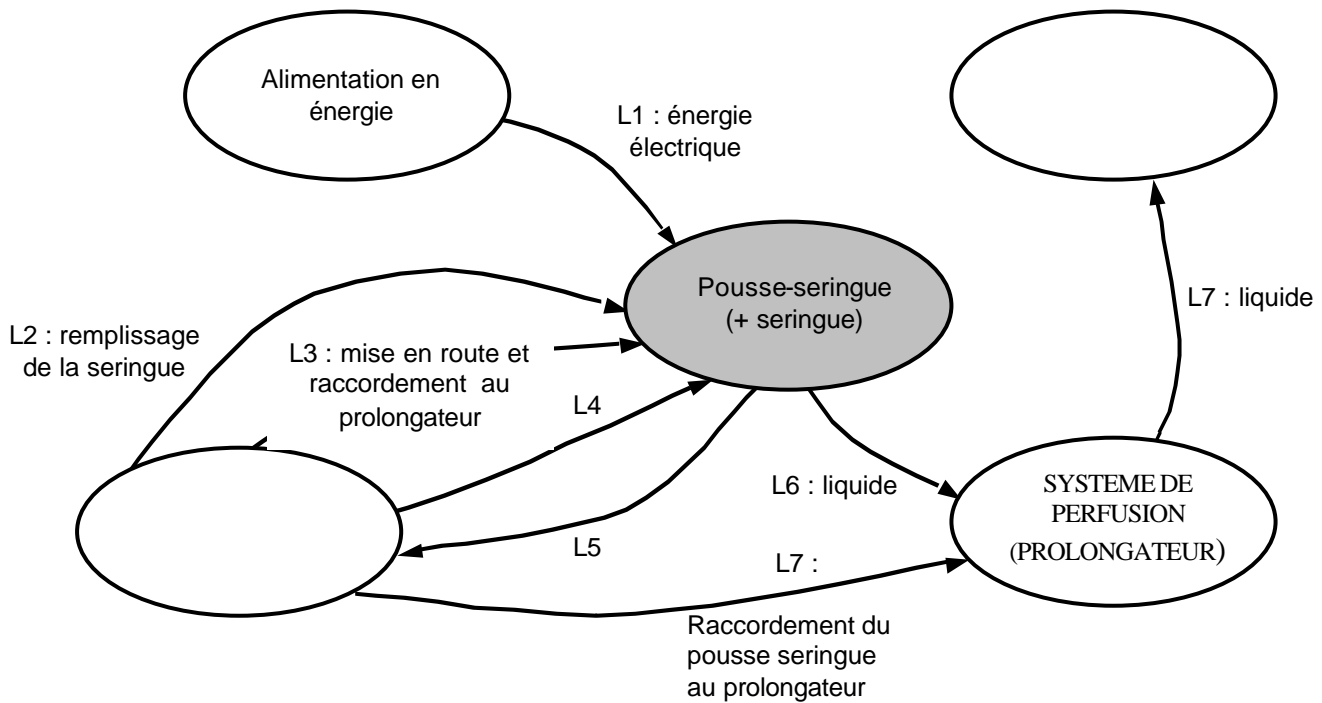 Alimentation en
énergie
L1 : énergie
électrique
Pousse-seringue
(+ seringue)
L7 : liquide
L2 : remplissage
de la seringue
L3 : mise en route et
raccordement au
prolongateur
L4
L6 : liquide
SYSTEME DE
PERFUSION
(PROLONGATEUR)
L5
L7 :
Raccordement du
pousse seringue
au prolongateur